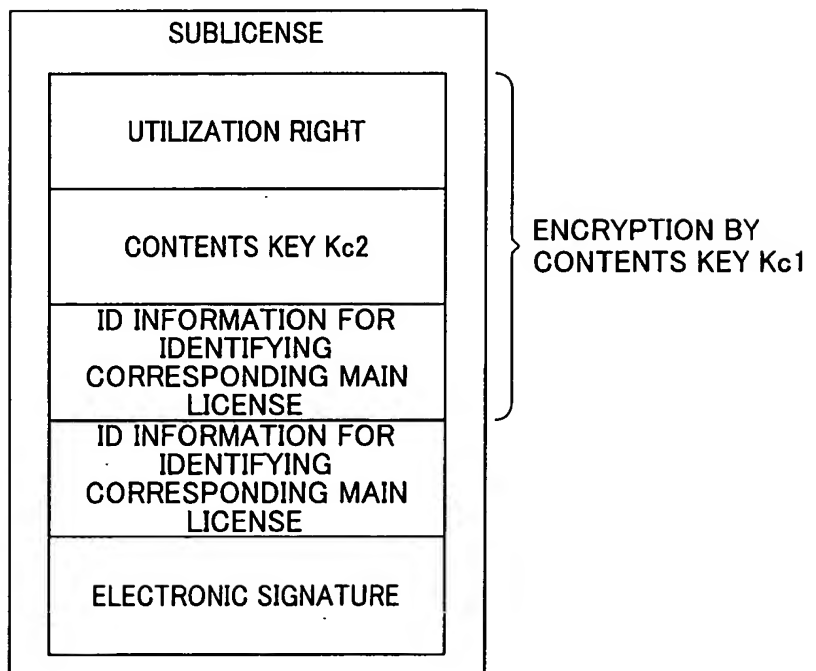 SUBLICENSE
UTILIZATION RIGHT
CONTENTS KEY Kc2
ID INFORMATION FOR
IDENTIFYING
CORRESPONDING MAIN
LICENSE
ID INFORMATION FOR
IDENTIFYING
CORRESPONDING MAIN
LICENSE
ELECTRONIC SIGNATURE
ENCRYPTION BY
CONTENTS KEY Kc1